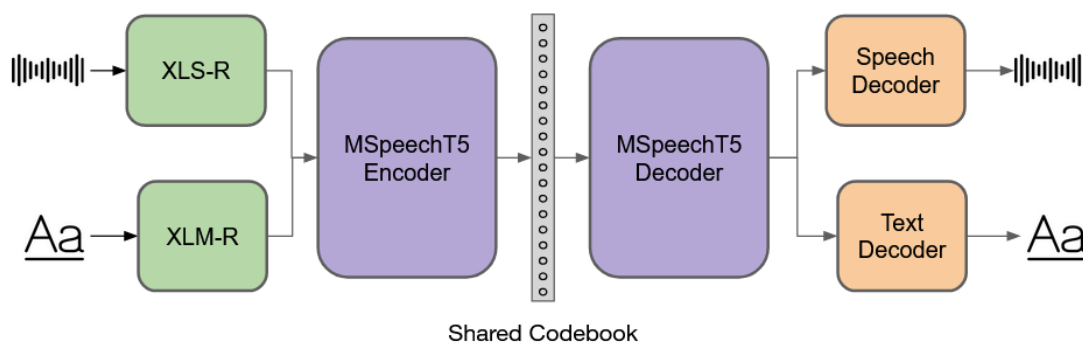 XLS-R
XLM-R
Aa
MSpeechT5
Encoder
Shared Codebook
MSpeechT5
Decoder
Speech
Decoder
Text
Decoder
Aa